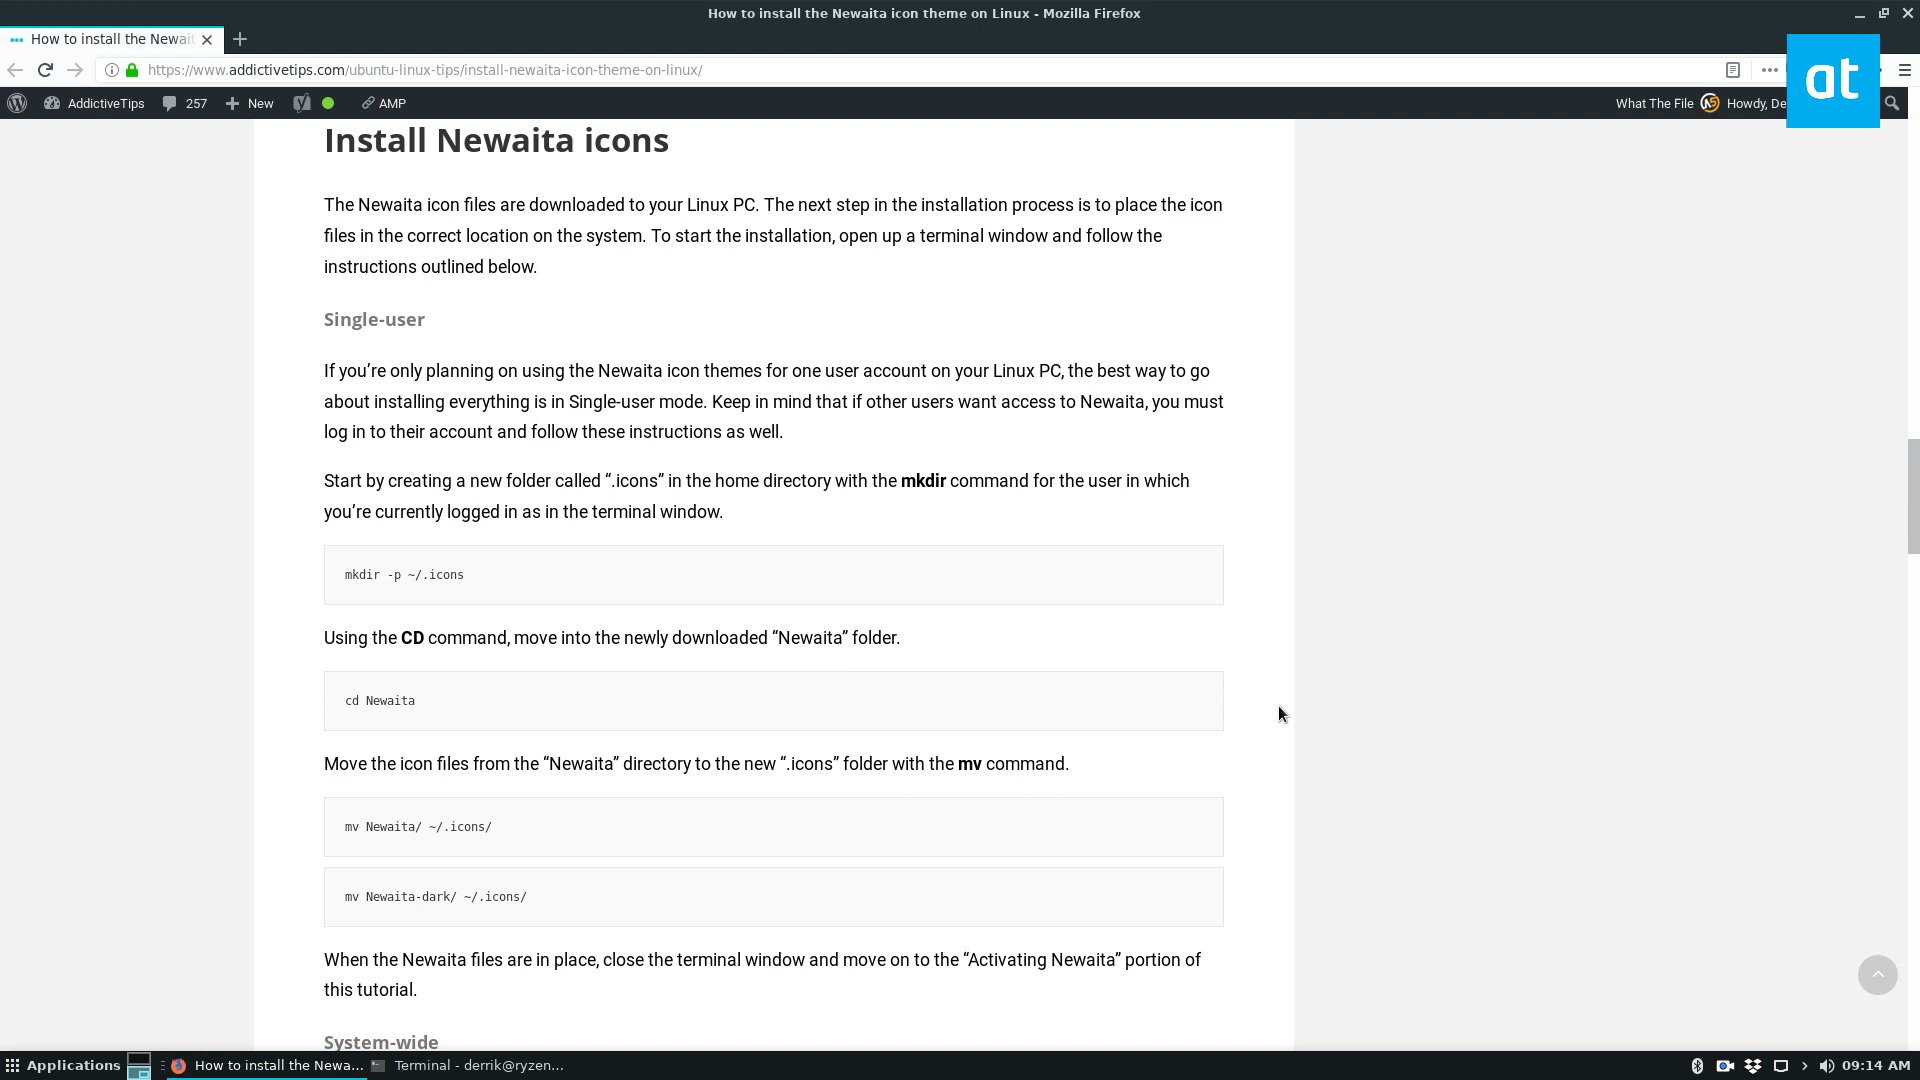 How to install the Newaita icon theme on Linux - Mozilla Firefox
How to install the Newait
https://www.addictivetips.com/ubuntu-linux-tips/install-newaita-icon-theme-on-linux/
at
AddictiveTips 257 New AMP What The File Howdy, De
Install Newaita icons
The Newaita icon files are downloaded to your Linux PC. The next step in the installation process is to place the icon
files in the correct location on the system. To start the installation, open up a terminal window and follow the
instructions outlined below.
Single-user
If you’re only planning on using the Newaita icon themes for one user account on your Linux PC, the best way to go
about installing everything is in Single-user mode. Keep in mind that if other users want access to Newaita, you must
log in to their account and follow these instructions as well.
Start by creating a new folder called “.icons” in the home directory with the mkdir command for the user in which
you’re currently logged in as in the terminal window.
mkdir -p ~/.icons
Using the CD command, move into the newly downloaded “Newaita” folder.
cd Newaita
Move the icon files from the “Newaita” directory to the new “.icons” folder with the mv command.
mv Newaita/ ~/.icons/
mv Newaita-dark/ ~/.icons/
When the Newaita files are in place, close the terminal window and move on to the “Activating Newaita” portion of
this tutorial.
System-wide
Applications How to install the Newa... Terminal - derrik@ryzen... 09:14 AM